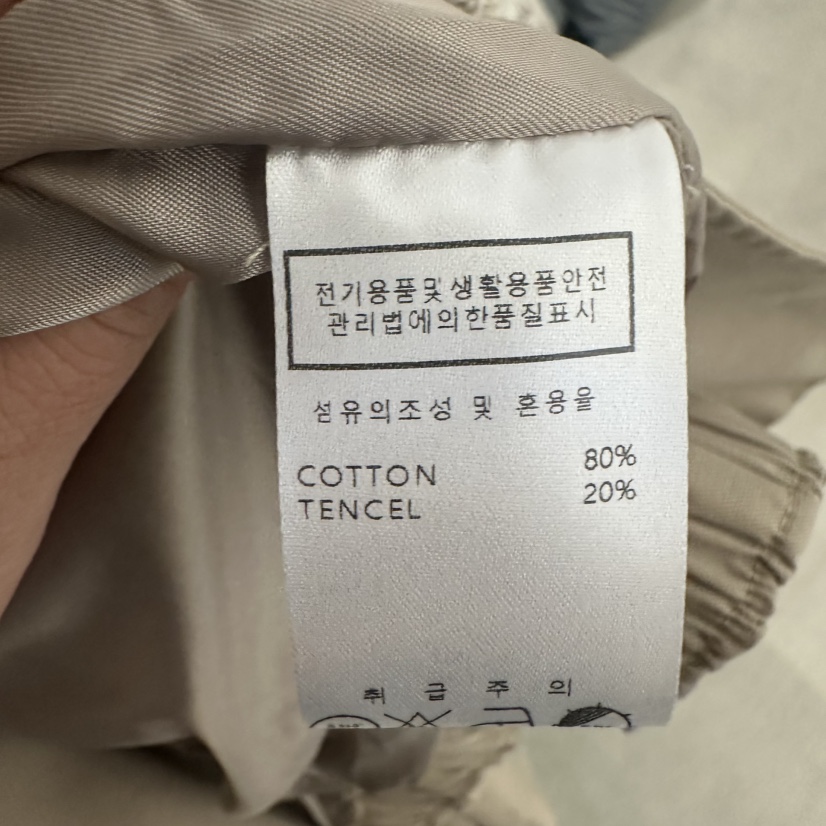 전기용품및생활용품안전
관리법에의한품질표시
섬유의조성 및 혼용율
COTTON 80%
TENCEL 20%
취 급 주 의